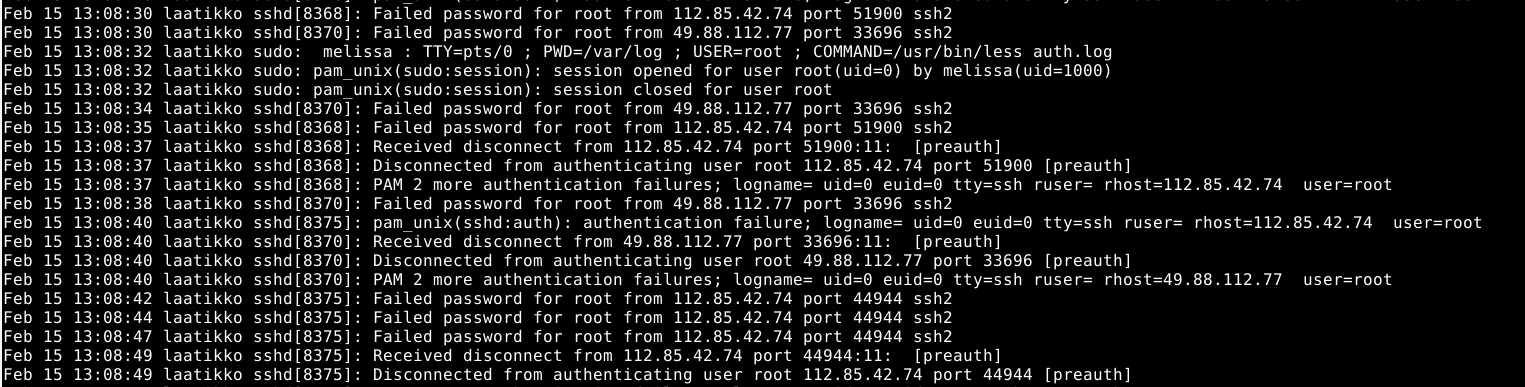 Feb 15 13:08:30 laatikko sshd[8368]: Failed password for root from 112.85.42.74 port 51900 ssh2
Feb 15 13:08:30 laatikko sshd[8370]: Failed password for root from 49.88.112.77 port 33696 ssh2
Feb 15 13:08:32 laatikko sudo:  melissa : TTY=pts/0 ; PWD=/var/log ; USER=root ; COMMAND=/usr/bin/less auth.log
Feb 15 13:08:32 laatikko sudo: pam_unix(sudo:session): session opened for user root(uid=0) by melissa(uid=1000)
Feb 15 13:08:32 laatikko sudo: pam_unix(sudo:session): session closed for user root
Feb 15 13:08:34 laatikko sshd[8370]: Failed password for root from 49.88.112.77 port 33696 ssh2
Feb 15 13:08:35 laatikko sshd[8368]: Failed password for root from 112.85.42.74 port 51900 ssh2
Feb 15 13:08:37 laatikko sshd[8368]: Received disconnect from 112.85.42.74 port 51900:11:  [preauth]
Feb 15 13:08:37 laatikko sshd[8368]: Disconnected from authenticating user root 112.85.42.74 port 51900 [preauth]
Feb 15 13:08:37 laatikko sshd[8368]: PAM 2 more authentication failures; logname= uid=0 euid=0 tty=ssh ruser= rhost=112.85.42.74  user=root
Feb 15 13:08:38 laatikko sshd[8370]: Failed password for root from 49.88.112.77 port 33696 ssh2
Feb 15 13:08:40 laatikko sshd[8375]: pam_unix(sshd:auth): authentication failure; logname= uid=0 euid=0 tty=ssh ruser= rhost=112.85.42.74  user=root
Feb 15 13:08:40 laatikko sshd[8370]: Received disconnect from 49.88.112.77 port 33696:11:  [preauth]
Feb 15 13:08:40 laatikko sshd[8370]: Disconnected from authenticating user root 49.88.112.77 port 33696 [preauth]
Feb 15 13:08:40 laatikko sshd[8370]: PAM 2 more authentication failures; logname= uid=0 euid=0 tty=ssh ruser= rhost=49.88.112.77  user=root
Feb 15 13:08:42 laatikko sshd[8375]: Failed password for root from 112.85.42.74 port 44944 ssh2
Feb 15 13:08:44 laatikko sshd[8375]: Failed password for root from 112.85.42.74 port 44944 ssh2
Feb 15 13:08:47 laatikko sshd[8375]: Failed password for root from 112.85.42.74 port 44944 ssh2
Feb 15 13:08:49 laatikko sshd[8375]: Received disconnect from 112.85.42.74 port 44944:11:  [preauth]
Feb 15 13:08:49 laatikko sshd[8375]: Disconnected from authenticating user root 112.85.42.74 port 44944 [preauth]